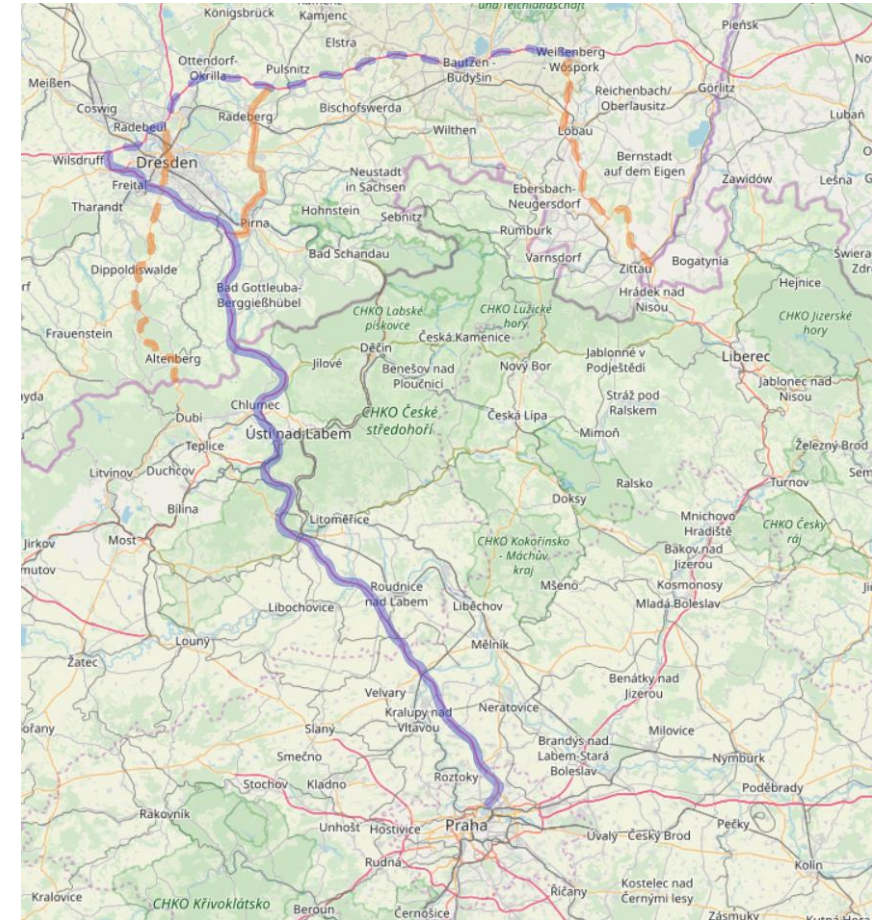 und Teichlandschaft
Königsbrück
Kamjenc
Pieńsk
Elstra
Ottendorf-
Okrilla
Pulsnitz
Bautzen -
Budyšin
Weißenberg
- Wóspork
Meißen
Reichenbach/
Oberlausitz
Görlitz
Coswig
Radeberg
Bischofswerda
Lubań
Radebeul
Wilthen
Löbau
Wilsdruff
Dresden
Bernstadt
auf dem Eigen
Zawidów
Leśna
Freital
Neustadt
in Sachsen
Tharandt
Ebersbach-
Neugersdorf
Hohnstein
Sebnitz
Pirna
Rumburk
Bad Schandau
Varnsdorf
Zittau
Bogatynia
Dippoldiswalde
Bad Gottleuba-
Berggießhübel
Hrádek nad
Nisou
Hejnice
CHKO Labské
pískovce
CHKO Lužické
hory
CHKO Jizerské
hory
Frauenstein
Česká Kamenice
Děčín
Altenberg
Jílové
Benešov nad
Ploučnicí
Nový Bor
Jablonné v
Podještědí
Liberec
Jablonec nad
Nisou
Chlumec
Stráž pod
Ralskem
Dubí
CHKO České
středohoří
Česká Lípa
Ústí nad Labem
Mimoň
Teplice
Železný Brod
Litvínov
Duchcov
Ralsko
Turnov
Doksy
Bílina
Litoměřice
Mnichovo
Hradiště
CHKO Český
ráj
Jirkov
Most
CHKO Kokořínsko
- Máchův
kraj
Bakov nad
Jizerou
Mšeno
Kosmonosy
Roudnice
nad Labem
Libochovice
Liběchov
Mladá Boleslav
Louny
Mělník
Žatec
Benátky nad
Jizerou
Velvary
Neratovice
Kralupy nad
Vltavou
Slaný
Milovice
Brandýs nad
Labem-Stará
Boleslav
Smečno
Nymburk
Roztoky
Stochov
Kladno
Poděbrady
Rakovník
Unhošť
Hostivice
Praha
Pečky
Úvaly
Český Brod
Rudná
Kolín
Říčany
Kostelec nad
Černými lesy
Kralovice
CHKO Křivoklátsko
Beroun
Černošice
Zásmuky
Kutná Hora